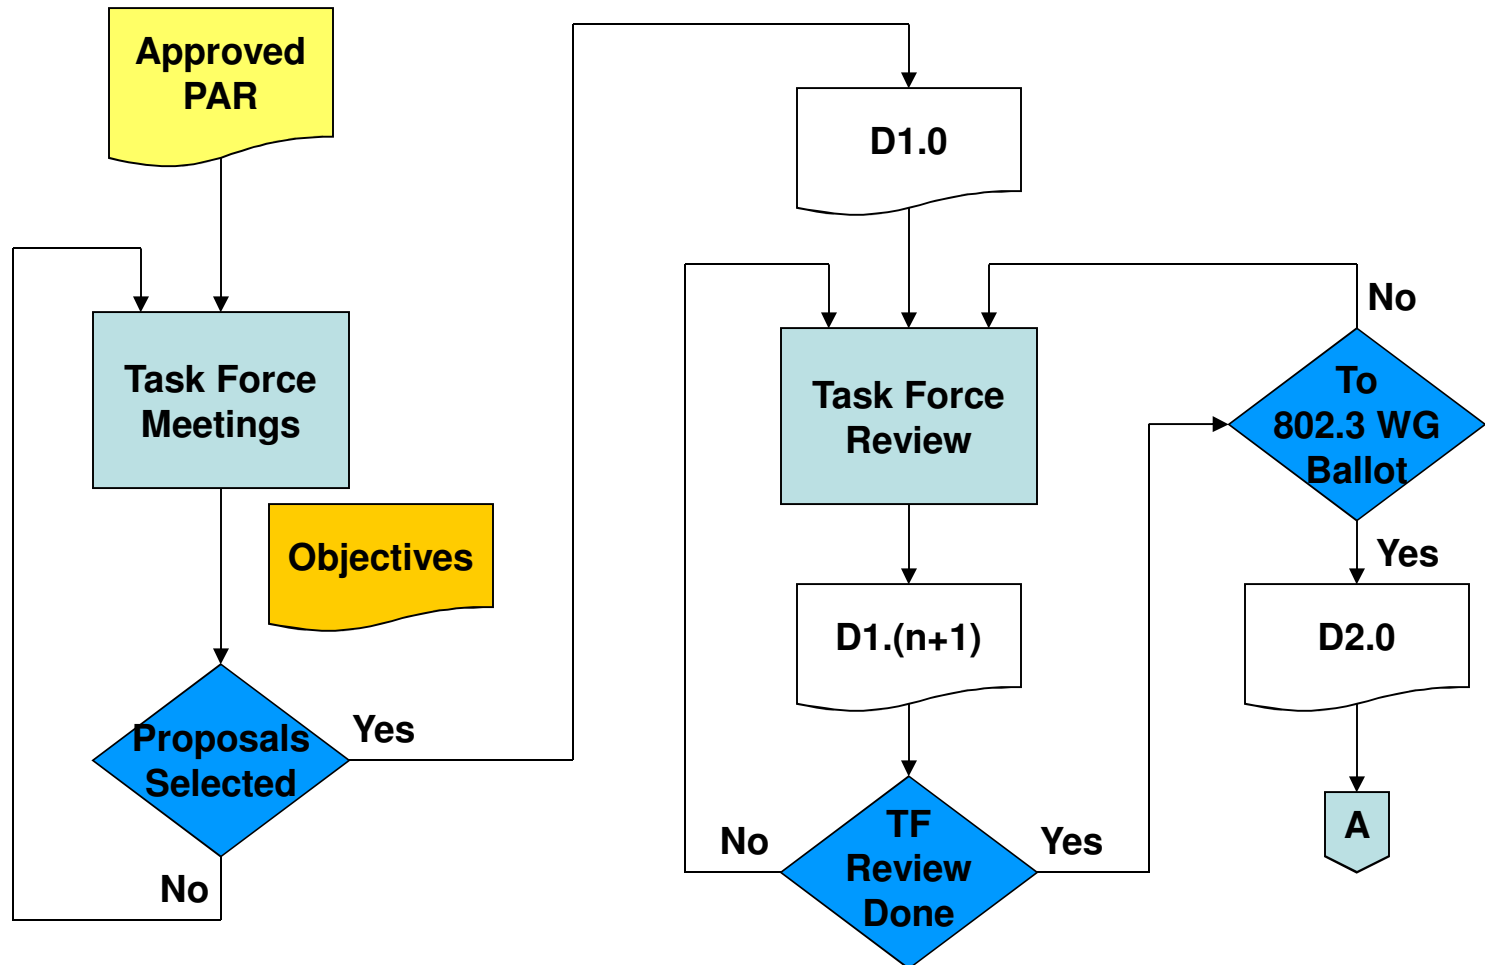 Approved
PAR
Task Force
Meetings
Objectives
Proposals
Selected
Yes
No
D1.0
Task Force
Review
D1.(n+1)
TF
Review
Done
No
Yes
To
802.3 WG
Ballot
No
Yes
D2.0
A